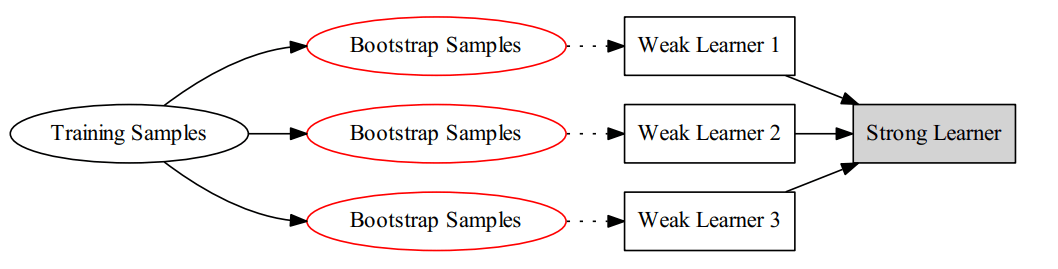 Training Samples
Bootstrap Samples
Bootstrap Samples
Bootstrap Samples
Weak Learner 1
Weak Learner 2
Weak Learner 3
Strong Learner